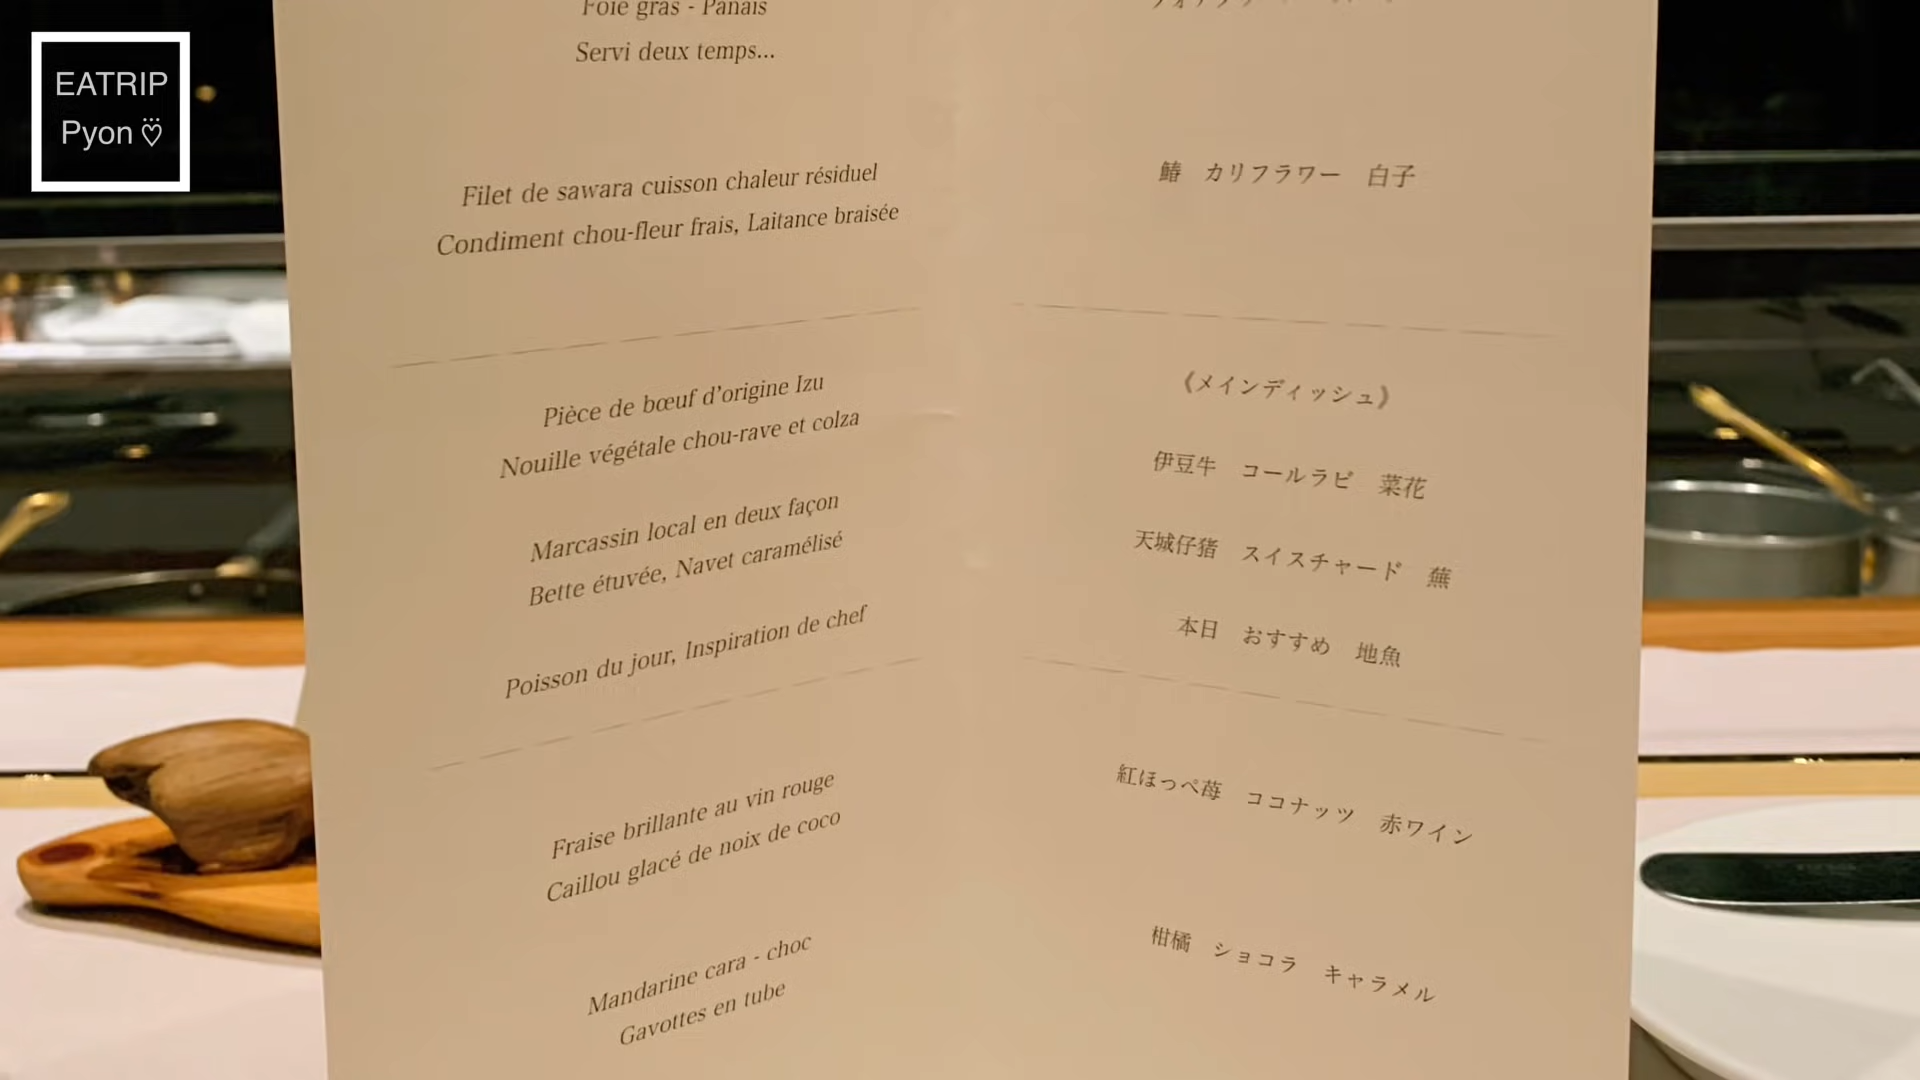 EATRIP
Pyon
Foie gras - Panais
Servi deux temps...
Filet de sawara cuisson chaleur résiduel
Condiment chou-fleur frais, Laitance braisée
Pièce de bœuf d'origine Izu
Nouille végétale chou-rave et colza
Marcassin local en deux façon
Bette étuvée, Navet caramélisé
Poisson du jour, Inspiration de chef
Fraise brillante au vin rouge
Caillou glacé de noix de coco
Mandarine cara - choc
Gavottes en tube
鰆 カリフラワー 白子
《メインディッシュ》
伊豆牛 コールラビ 菜花
天城仔猪 スイスチャード 蕪
本日 おすすめ 地魚
紅ほっぺ苺 ココナッツ 赤ワイン
柑橘 ショコラ キャラメル